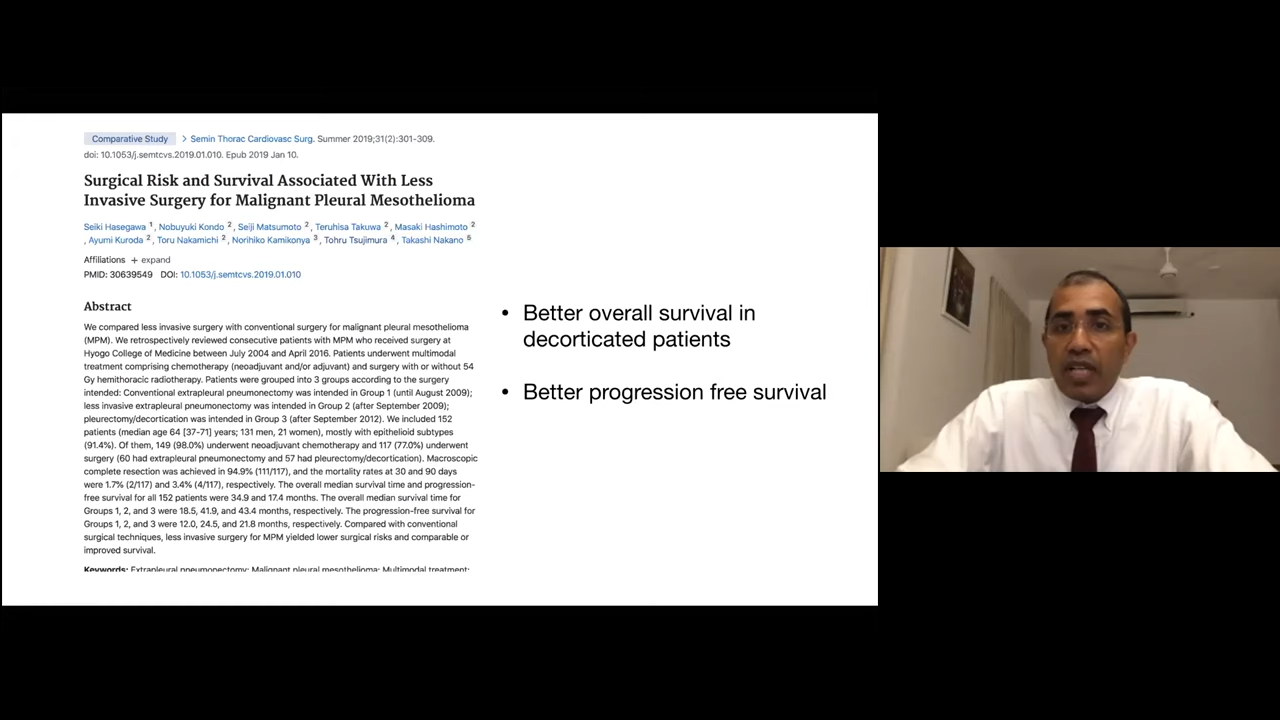 Comparative Study > Semin Thorac Cardiovasc Surg. Summer 2019;31(2):301-309.
doi: 10.1053/j.semtcvs.2019.01.010. Epub 2019 Jan 10.
Surgical Risk and Survival Associated With Less
Invasive Surgery for Malignant Pleural Mesothelioma
Seiki Hasegawa 1, Nobuyuki Kondo 2, Seiji Matsumoto 2, Teruhisa Takuwa 2, Masaki Hashimoto 2
, Ayumi Kuroda 2, Toru Nakamichi 2, Norihiko Kamikonya 3, Tohru Tsujimura 4, Takashi Nakano 5
Affiliations + expand
PMID: 30639549 DOI: 10.1053/j.semtcvs.2019.01.010
Abstract
We compared less invasive surgery with conventional surgery for malignant pleural mesothelioma
(MPM). We retrospectively reviewed consecutive patients with MPM who received surgery at
Hyogo College of Medicine between July 2004 and April 2016. Patients underwent multimodal
treatment comprising chemotherapy (neoadjuvant and/or adjuvant) and surgery with or without 54
Gy hemithoracic radiotherapy. Patients were grouped into 3 groups according to the surgery
intended: Conventional extrapleural pneumonectomy was intended in Group 1 (until August 2009);
less invasive extrapleural pneumonectomy was intended in Group 2 (after September 2009);
pleurectomy/decortication was intended in Group 3 (after September 2012). We included 152
patients (median age 64 [37-71] years; 131 men, 21 women), mostly with epithelioid subtypes
(91.4%). Of them, 149 (98.0%) underwent neoadjuvant chemotherapy and 117 (77.0%) underwent
surgery (60 had extrapleural pneumonectomy and 57 had pleurectomy/decortication). Macroscopic
complete resection was achieved in 94.9% (111/117), and the mortality rates at 30 and 90 days
were 1.7% (2/117) and 3.4% (4/117), respectively. The overall median survival time and progression-
free survival for all 152 patients were 34.9 and 17.4 months. The overall median survival time for
Groups 1, 2, and 3 were 18.5, 41.9, and 43.4 months, respectively. The progression-free survival for
Groups 1, 2, and 3 were 12.0, 24.5, and 21.8 months, respectively. Compared with conventional
surgical techniques, less invasive surgery for MPM yielded lower surgical risks and comparable or
improved survival.
Keywords: Extrapleural pneumonectomy; Malignant pleural mesothelioma; Multimodal treatment;
• Better overall survival in
decorticated patients
• Better progression free survival